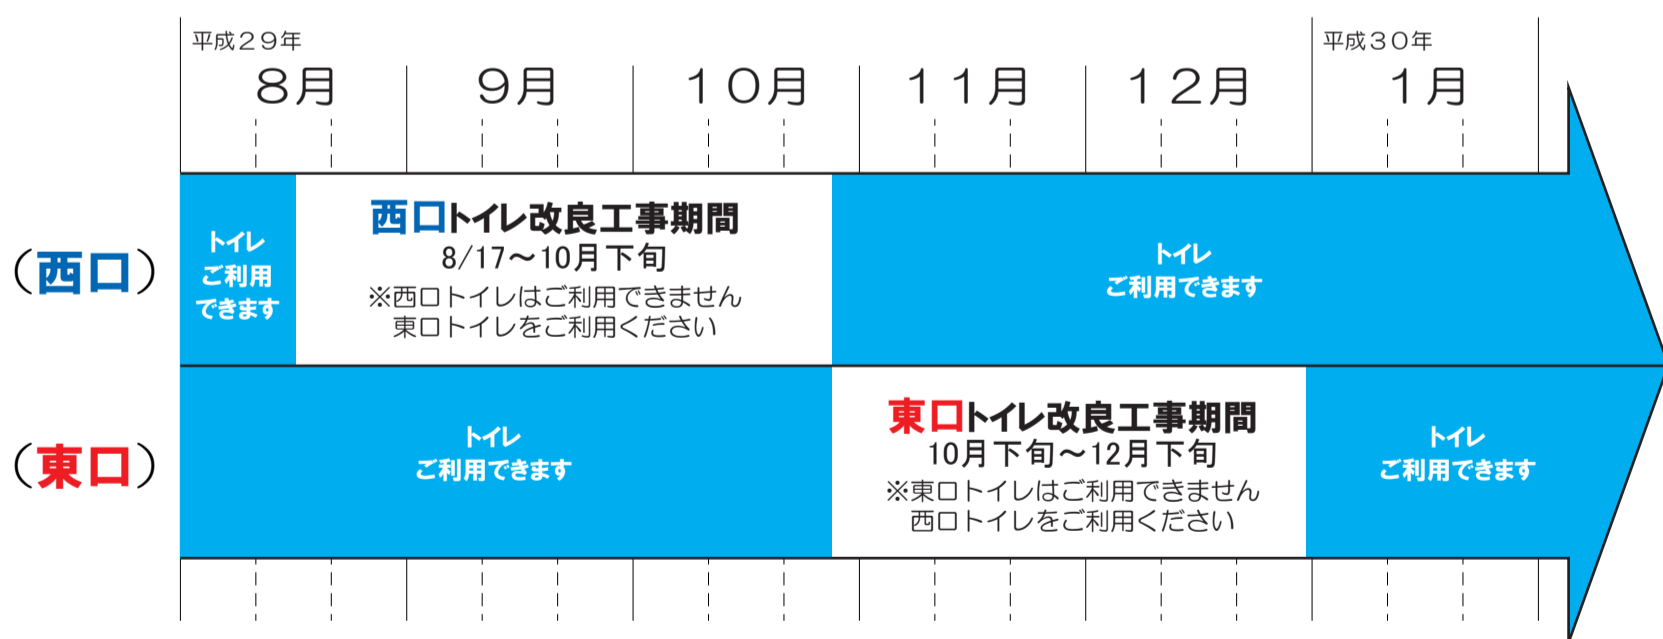 平成29年
平成30年
8月
9月
10月
11月
12月
1月
(西口)
トイレ
ご利用
できます
西口トイレ改良工事期間
8/17~10月下旬
※西口トイレはご利用できません
東口トイレをご利用ください
トイレ
ご利用できます
(東口)
トイレ
ご利用できます
東口トイレ改良工事期間
10月下旬~12月下旬
※東口トイレはご利用できません
西口トイレをご利用ください
トイレ
ご利用できます